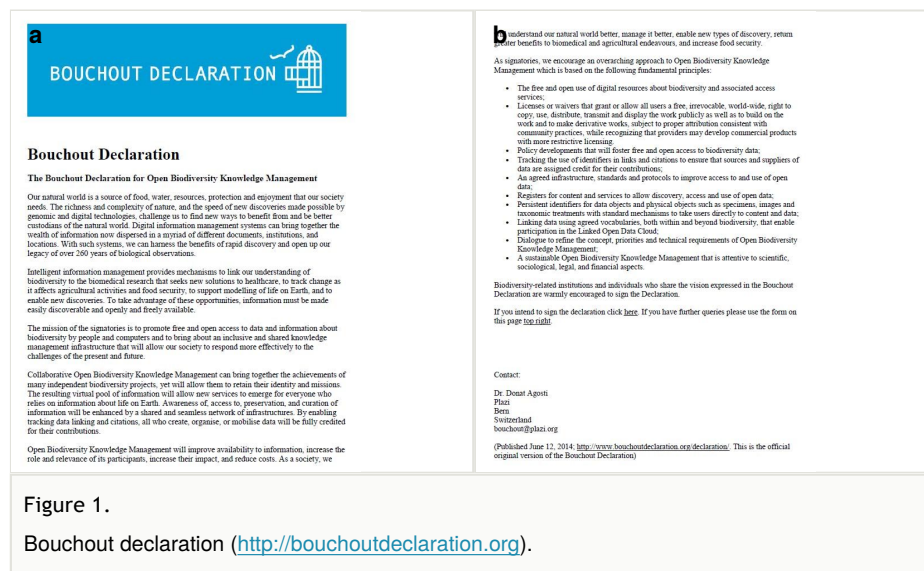 a
BOUCHOUT DECLARATION
Bouchout Declaration
The Bouchout Declaration for Open Biodiversity Knowledge Management
Our natural world is a source of food, water, resources, protection and enjoyment that our society
needs. The richness and complexity of nature, and the speed of new discoveries made possible by
genomic and digital technologies, challenge us to find new ways to benefit from and be better
custodians of the natural world. Digital information management systems can bring together the
wealth of information now dispersed in a myriad of different documents, institutions, and
locations. With such systems, we can harness the benefits of rapid discovery and open up our
legacy of over 260 years of biological observations.
Intelligent information management provides mechanisms to link our understanding of
biodiversity to the biomedical research that seeks new solutions to healthcare, to track change as
it affects agricultural activities and food security, to support modelling of life on Earth, and to
enable new discoveries. To take advantage of these opportunities, information must be made
easily discoverable and openly and freely available.
The mission of the signatories is to promote free and open access to data and information about
biodiversity by people and computers and to bring about an inclusive and shared knowledge
management infrastructure that will allow our society to respond more effectively to the
challenges of the present and future.
Collaborative Open Biodiversity Knowledge Management can bring together the achievements of
many independent biodiversity projects, yet will allow them to retain their identity and missions.
The resulting virtual pool of information will allow new services to emerge for everyone who
relies on information about life on Earth. Awareness of, access to, preservation, and curation of
information will be enhanced by a shared and seamless network of infrastructures. By enabling
tracking data linking and citations, all who create, organise, or mobilise data will be fully credited
for their contributions.
Open Biodiversity Knowledge Management will improve availability to information, increase the
role and relevance of its participants, increase their impact, and reduce costs. As a society, we
b
understand our natural world better, manage it better, enable new types of discovery, return
greater benefits to biomedical and agricultural endeavours, and increase food security.
As signatories, we encourage an overarching approach to Open Biodiversity Knowledge
Management which is based on the following fundamental principles:
• The free and open use of digital resources about biodiversity and associated access
services;
• Licenses or waivers that grant or allow all users a free, irrevocable, world-wide, right to
copy, use, distribute, transmit and display the work publicly as well as to build on the
work and to make derivative works, subject to proper attribution consistent with
community practices, while recognizing that providers may develop commercial products
with more restrictive licensing.
• Policy developments that will foster free and open access to biodiversity data;
• Tracking the use of identifiers in links and citations to ensure that sources and suppliers of
data are assigned credit for their contributions;
• An agreed infrastructure, standards and protocols to improve access to and use of open
data;
• Registers for content and services to allow discovery, access and use of open data;
• Persistent identifiers for data objects and physical objects such as specimens, images and
taxonomic treatments with standard mechanisms to take users directly to content and data;
• Linking data using agreed vocabularies, both within and beyond biodiversity, that enable
participation in the Linked Open Data Cloud;
• Dialogue to refine the concept, priorities and technical requirements of Open Biodiversity
Knowledge Management;
• A sustainable Open Biodiversity Knowledge Management that is attentive to scientific,
sociological, legal, and financial aspects.
Biodiversity-related institutions and individuals who share the vision expressed in the Bouchout
Declaration are warmly encouraged to sign the Declaration.
If you intend to sign the declaration click here. If you have further queries please use the form on
this page top right.
Contact:
Dr. Donat Agosti
Plazi
Bern
Switzerland
bouchout@plazi.org
(Published June 12, 2014; http://www.bouchoutdeclaration.org/declaration/. This is the official
original version of the Bouchout Declaration)
Figure 1.
Bouchout declaration (http://bouchoutdeclaration.org).